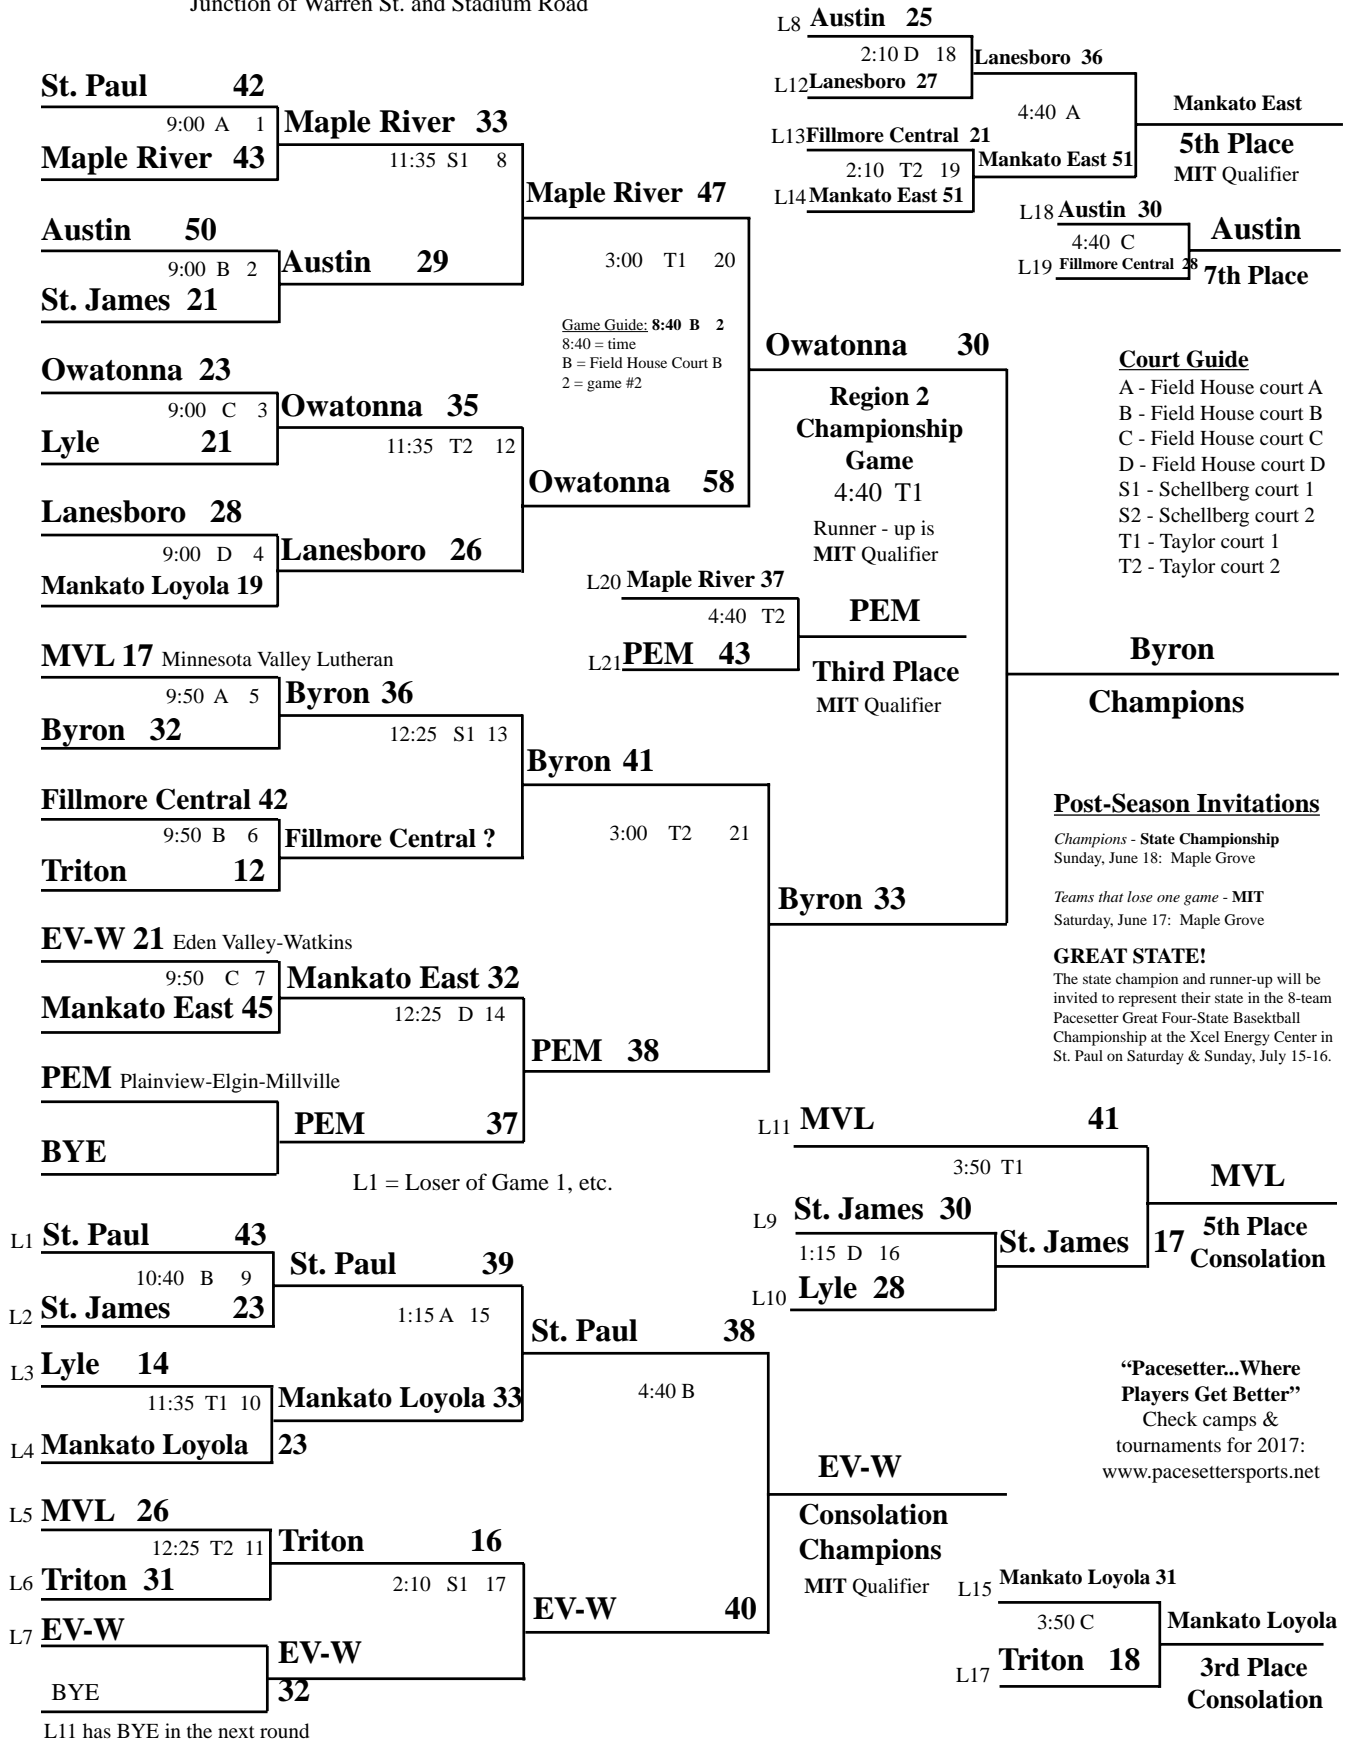 Junction of Warren St. and Stadium Road
St. Paul 42
9:00 A 1
Maple River 43
Maple River 33
11:35 S1 8
Austin 50
9:00 B 2
St. James 21
Austin 29
Maple River 47
3:00 T1 20
Game Guide: 8:40 B 2
8:40 = time
B = Field House Court B
2 = game #2
Owatonna 23
9:00 C 3
Lyle 21
Owatonna 35
11:35 T2 12
Lanesboro 28
9:00 D 4
Mankato Loyola 19
Lanesboro 26
Owatonna 58
Owatonna 30
Region 2
Championship
Game
4:40 T1
Runner - up is
MIT Qualifier
L20 Maple River 37
4:40 T2
L21 PEM 43
PEM
Third Place
MIT Qualifier
L8 Austin 25
2:10 D 18
L12 Lanesboro 27
Lanesboro 36
4:40 A
L13 Fillmore Central 21
2:10 T2 19
L14 Mankato East 51
Mankato East 51
Mankato East
5th Place
MIT Qualifier
L18 Austin 30
4:40 C
L19 Fillmore Central 28
Austin
7th Place
Court Guide
A - Field House court A
B - Field House court B
C - Field House court C
D - Field House court D
S1 - Schellberg court 1
S2 - Schellberg court 2
T1 - Taylor court 1
T2 - Taylor court 2
Byron
Champions
MVL 17 Minnesota Valley Lutheran
9:50 A 5
Byron 32
Byron 36
12:25 S1 13
Fillmore Central 42
9:50 B 6
Triton 12
Fillmore Central ?
Byron 41
3:00 T2 21
Byron 33
EV-W 21 Eden Valley-Watkins
9:50 C 7
Mankato East 45
Mankato East 32
12:25 D 14
PEM Plainview-Elgin-Millville
BYE
PEM 37
PEM 38
L1 = Loser of Game 1, etc.
Post-Season Invitations
Champions - State Championship
Sunday, June 18: Maple Grove
Teams that lose one game - MIT
Saturday, June 17: Maple Grove
GREAT STATE!
The state champion and runner-up will be
invited to represent their state in the 8-team
Pacesetter Great Four-State Basektball
Championship at the Xcel Energy Center in
St. Paul on Saturday & Sunday, July 15-16.
L11 MVL 41
3:50 T1
L9 St. James 30
1:15 D 16
L10 Lyle 28
St. James 17
MVL
5th Place
Consolation
L1 St. Paul 43
10:40 B 9
L2 St. James 23
St. Paul 39
1:15 A 15
L3 Lyle 14
11:35 T1 10
L4 Mankato Loyola 23
Mankato Loyola 33
St. Paul 38
4:40 B
L5 MVL 26
12:25 T2 11
L6 Triton 31
Triton 16
2:10 S1 17
L7 EV-W
BYE
EV-W
32
EV-W 40
EV-W
Consolation
Champions
MIT Qualifier
L11 has BYE in the next round
“Pacesetter...Where
Players Get Better”
Check camps &
tournaments for 2017:
www.pacesettersports.net
L15 Mankato Loyola 31
3:50 C
L17 Triton 18
Mankato Loyola
3rd Place
Consolation